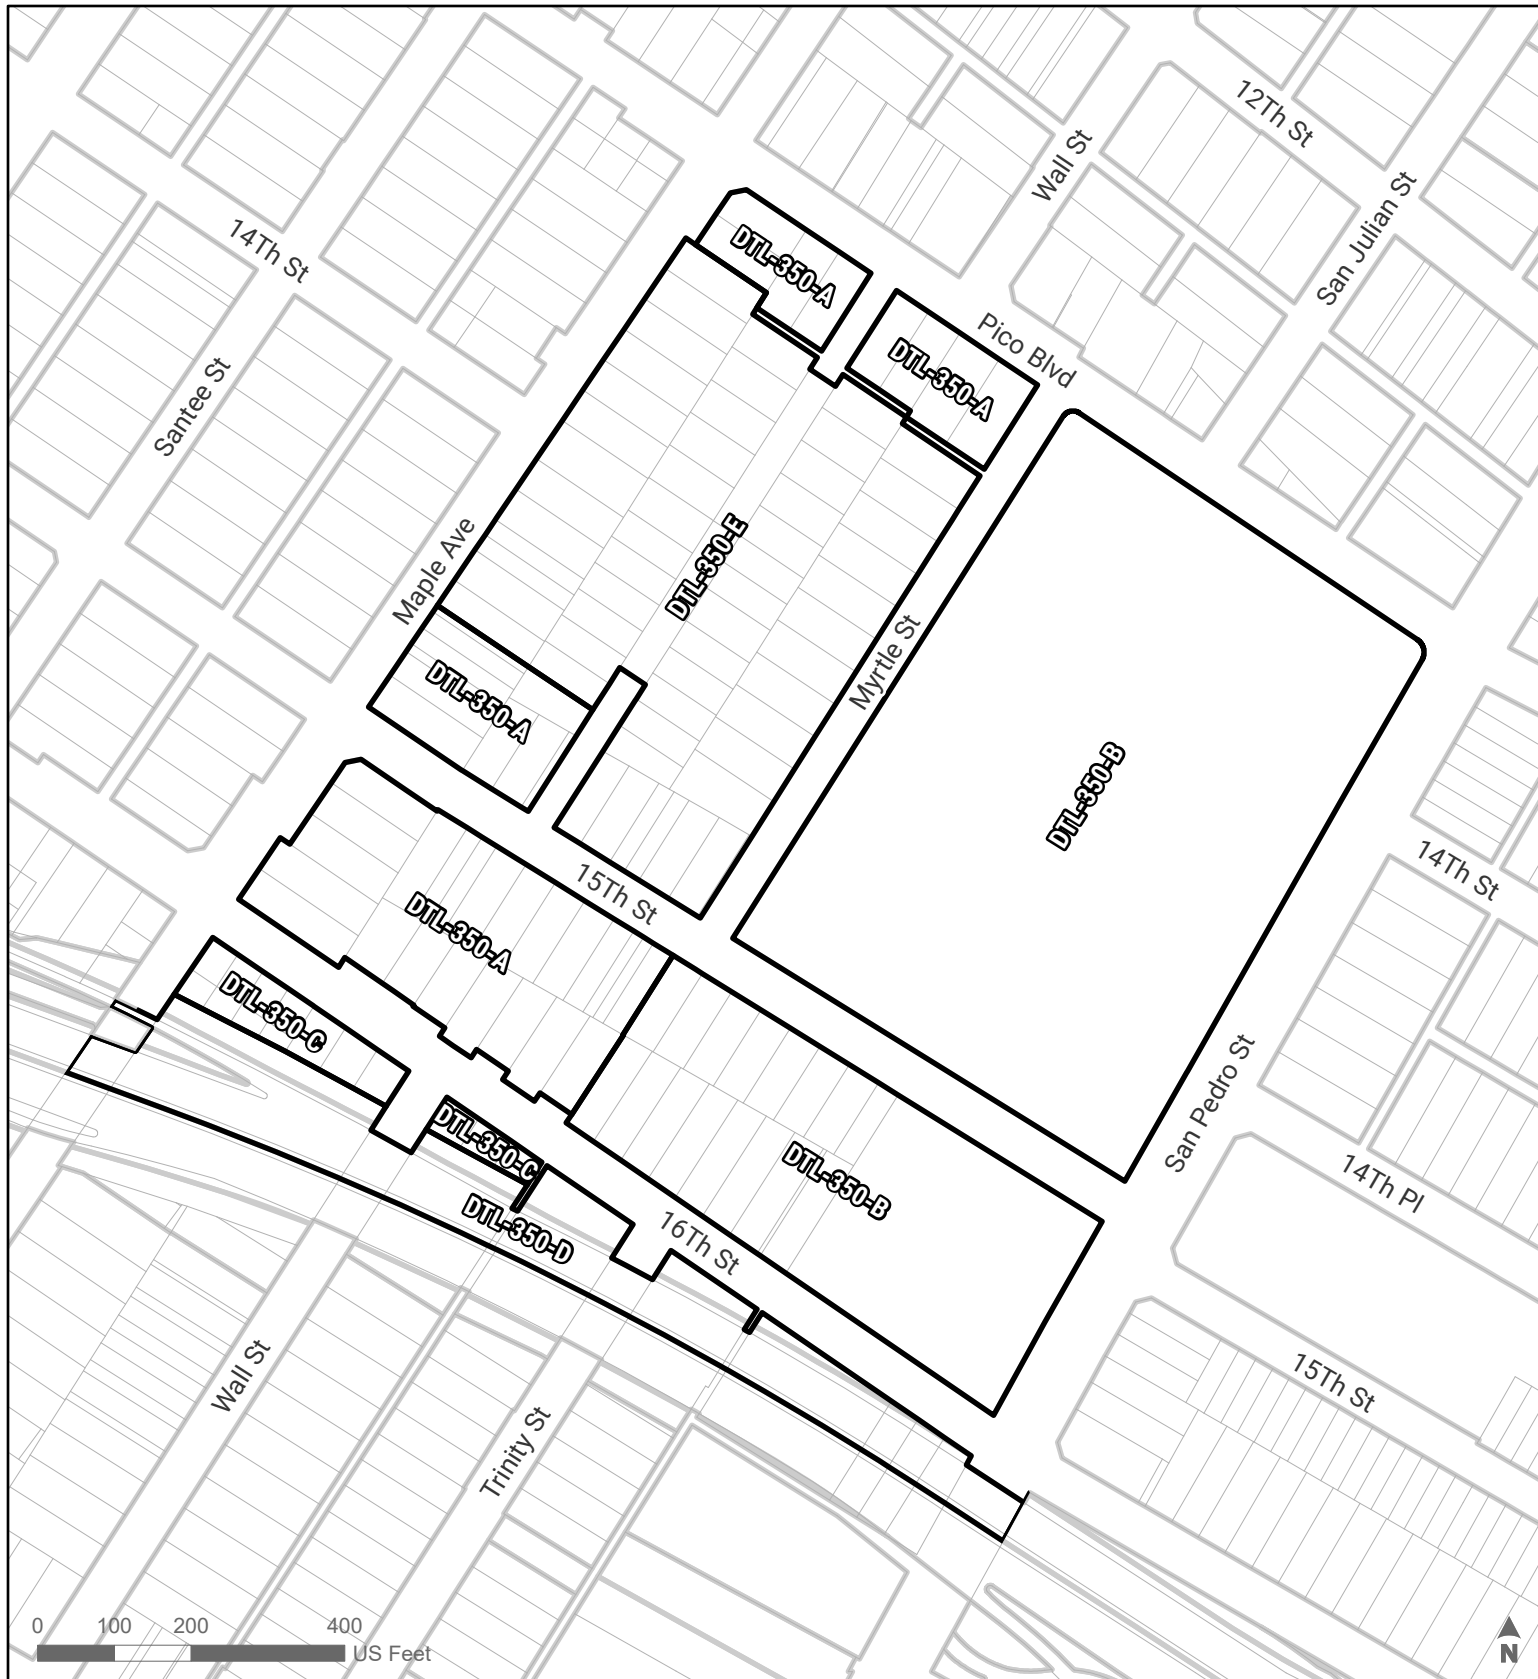 12Th St
Wall St
San Julian St
14Th St
DTL-350-A
Pico Blvd
DTL-350-A
Santee St
Maple Ave
DTL-350-E
Myrtle St
DTL-350-A
DTL-350-B
14Th St
15Th St
DTL-350-A
DTL-350-C
San Pedro St
DTL-350-C
DTL-350-B
14Th Pl
DTL-350-D
16Th St
Wall St
15Th St
Trinity St
0 100 200 400
US Feet
N